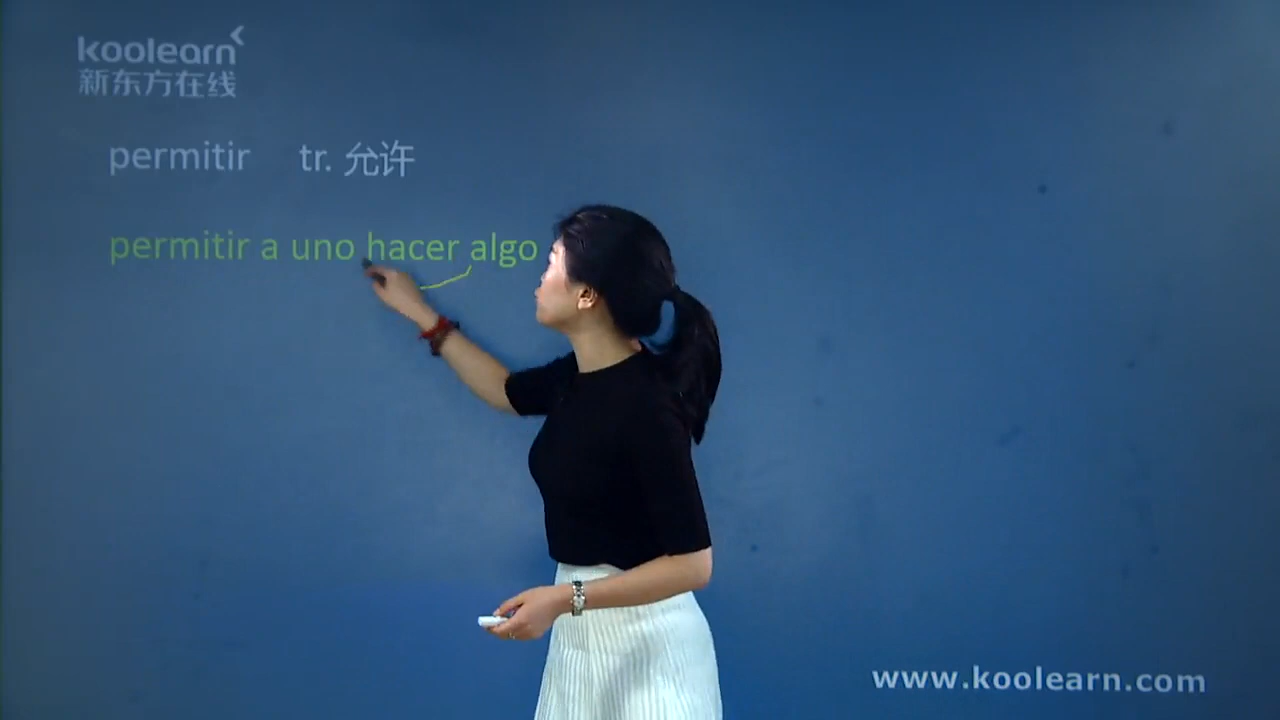 koolearn
新东方在线
permitir tr. 允许
permitir a uno hacer algo
www.koolearn.com